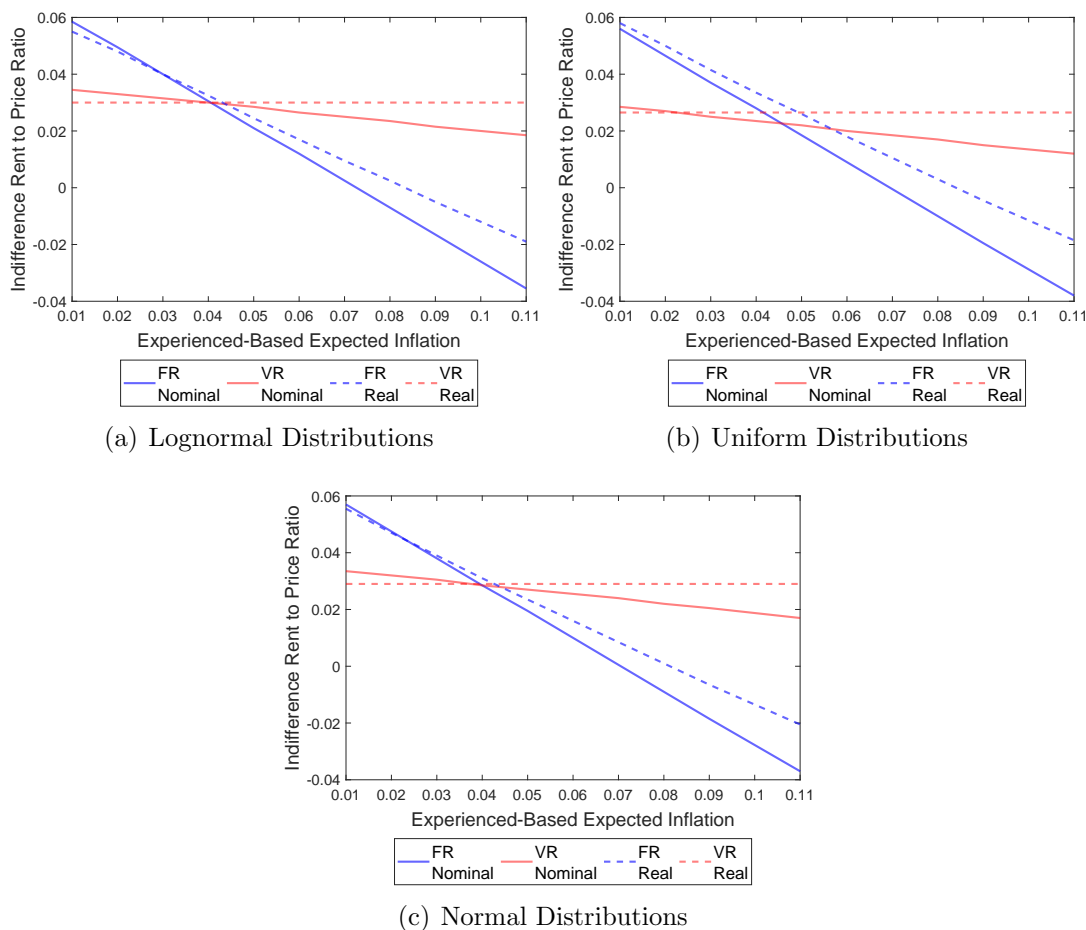 0.06
0.04
0.02
0
-0.02
-0.04
Indifference Rent to Price Ratio
0.01 0.02 0.03 0.04 0.05 0.06 0.07 0.08 0.09 0.1 0.11
Experienced-Based Expected Inflation
FR Nominal
VR Nominal
FR Real
VR Real
(a) Lognormal Distributions
0.06
0.04
0.02
0
-0.02
-0.04
Indifference Rent to Price Ratio
0.01 0.02 0.03 0.04 0.05 0.06 0.07 0.08 0.09 0.1 0.11
Experienced-Based Expected Inflation
FR Nominal
VR Nominal
FR Real
VR Real
(b) Uniform Distributions
0.06
0.04
0.02
0
-0.02
-0.04
Indifference Rent to Price Ratio
0.01 0.02 0.03 0.04 0.05 0.06 0.07 0.08 0.09 0.1 0.11
Experienced-Based Expected Inflation
FR Nominal
VR Nominal
FR Real
VR Real
(c) Normal Distributions